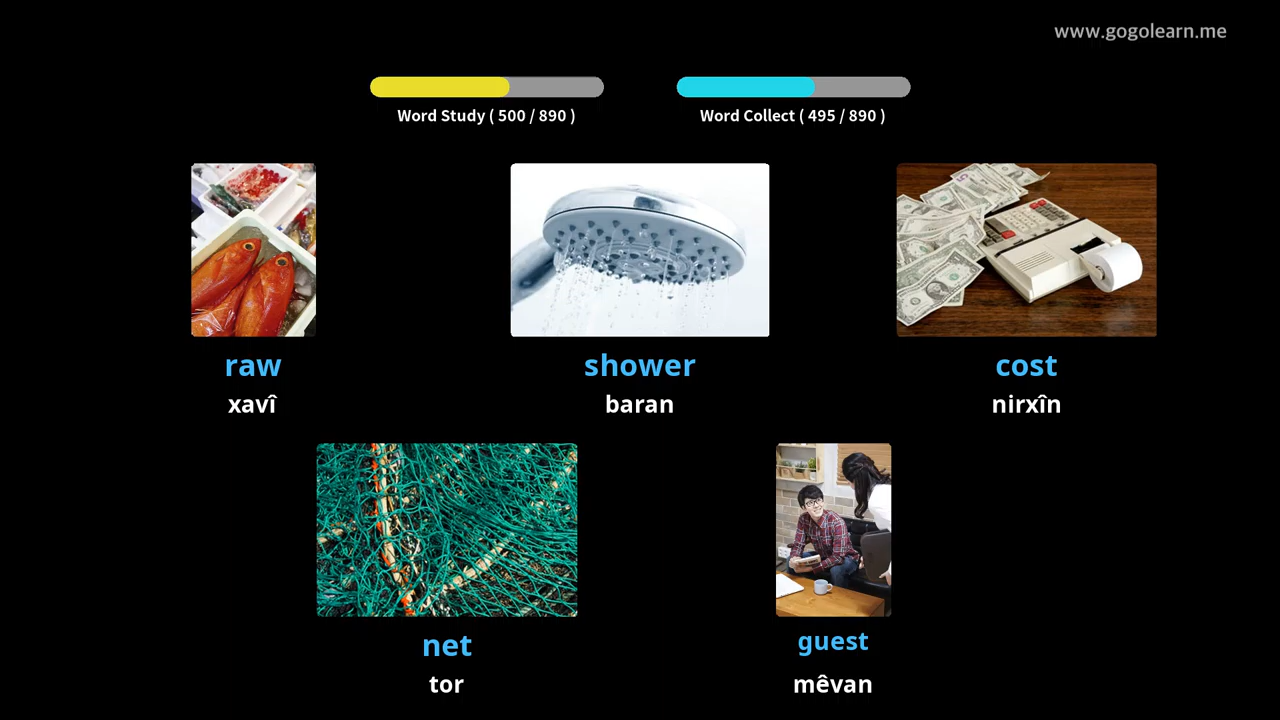 www.gogolearn.me
Word Study ( 500 / 890 )
Word Collect ( 495 / 890 )
raw
xavî
shower
baran
cost
nirxîn
net
tor
guest
mêvan